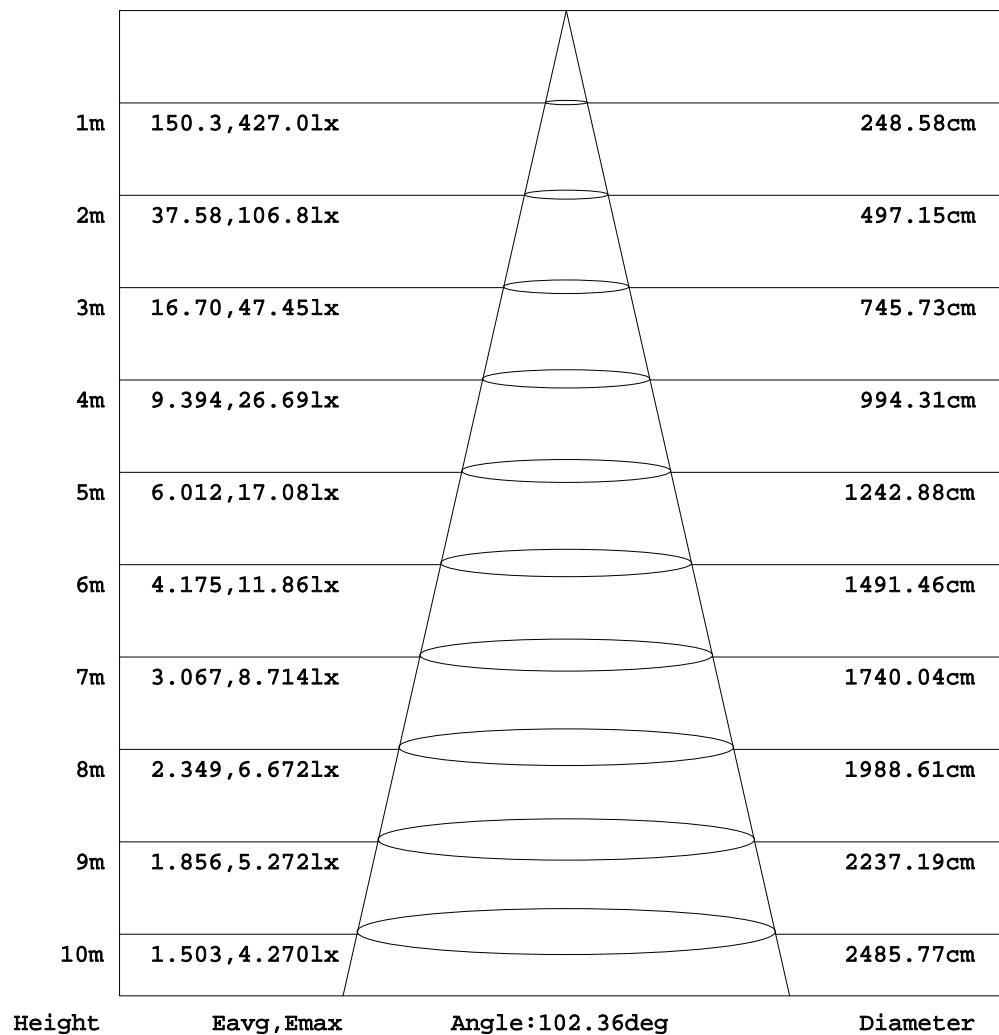 1m 150.3,427.0lx 248.58cm
2m 37.58,106.8lx 497.15cm
3m 16.70,47.45lx 745.73cm
4m 9.394,26.69lx 994.31cm
5m 6.012,17.08lx 1242.88cm
6m 4.175,11.86lx 1491.46cm
7m 3.067,8.714lx 1740.04cm
8m 2.349,6.672lx 1988.61cm
9m 1.856,5.272lx 2237.19cm
10m 1.503,4.270lx 2485.77cm
Height Eavg,Emax Angle:102.36deg Diameter